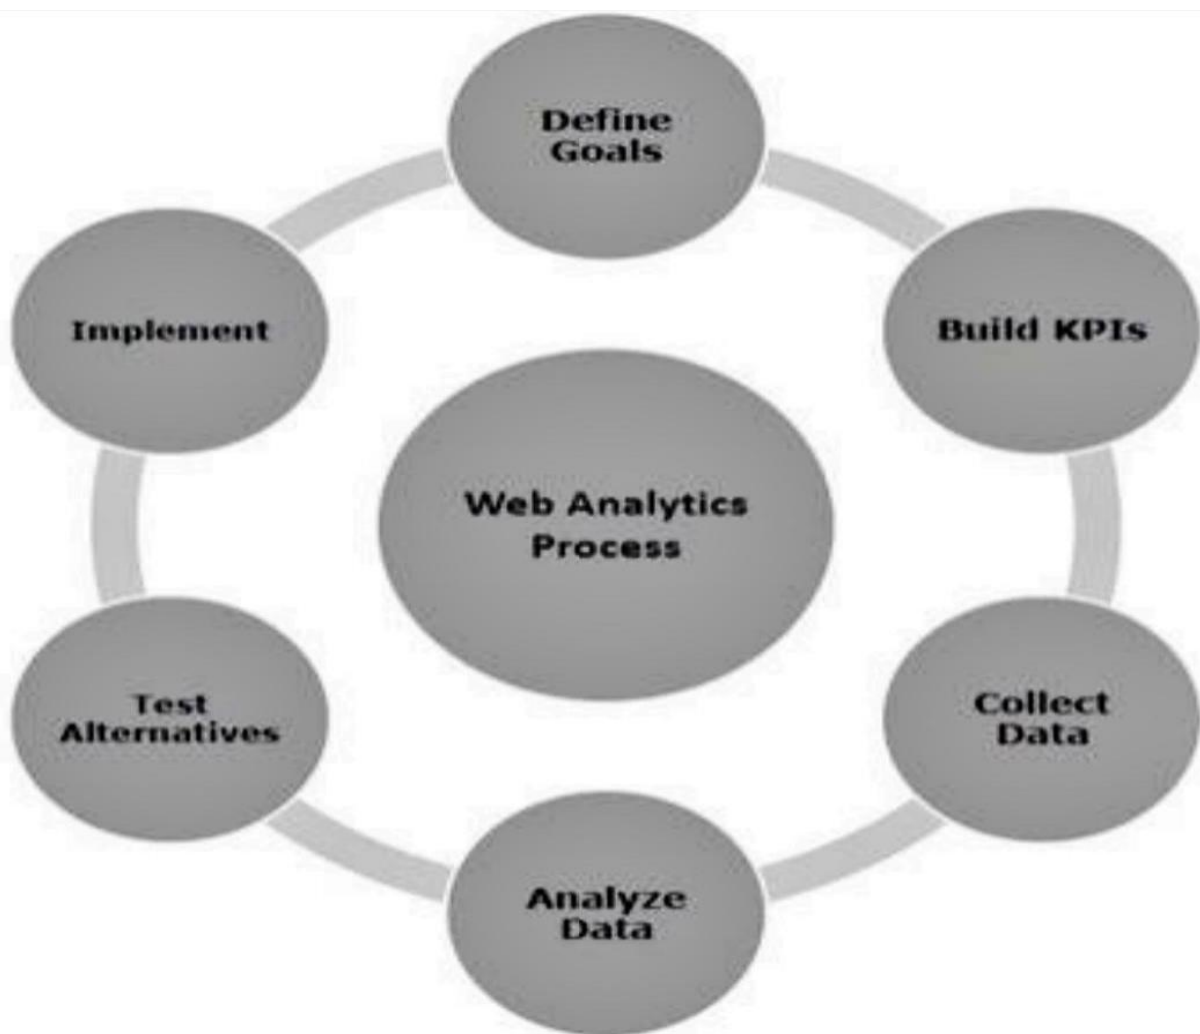 Define
Goals
Build KPIs
Collect
Data
Analyze
Data
Test
Alternatives
Implement
Web Analytics
Process